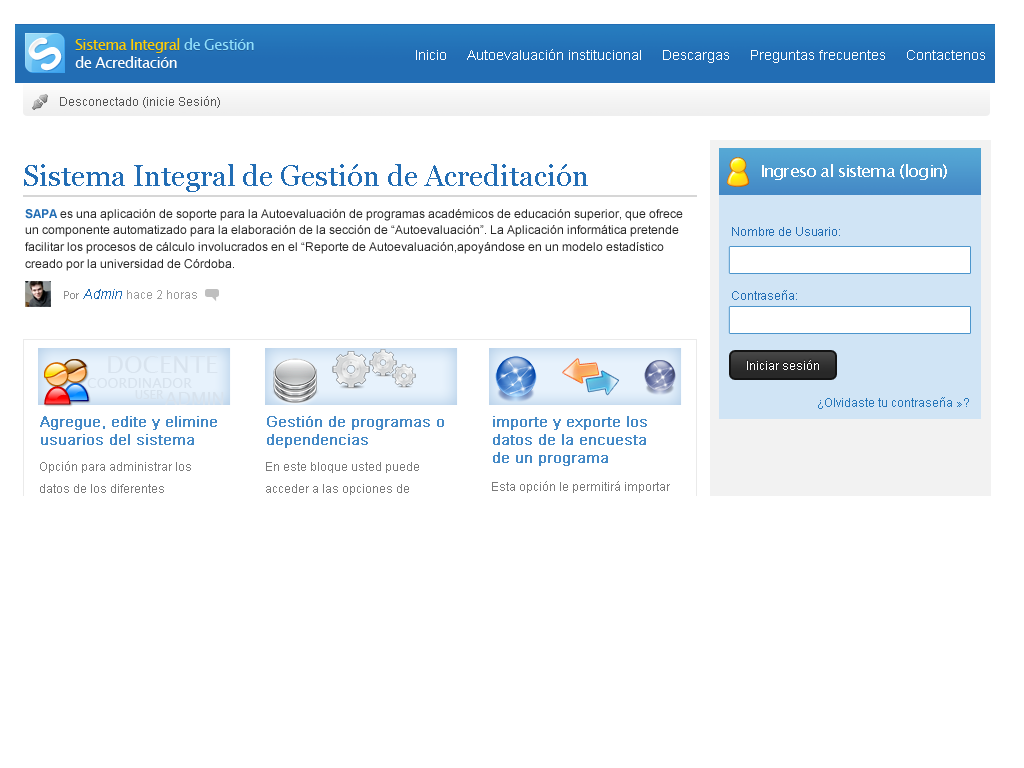 Sistema Integral de Gestión
de Acreditación
Inicio Autoevaluación institucional Descargas Preguntas frecuentes Contactenos
Desconectado (inicie Sesión)
Sistema Integral de Gestión de Acreditación
SAPA es una aplicación de soporte para la Autoevaluación de programas académicos de educación superior, que ofrece
un componente automatizado para la elaboración de la sección de “Autoevaluación”. La Aplicación informática pretende
facilitar los procesos de cálculo involucrados en el “Reporte de Autoevaluación,apoyándose en un modelo estadístico
creado por la universidad de Córdoba.
Por Admin hace 2 horas
DOCENTE
COORDINADOR
USER ADMIN
Agregue, edite y elimine
usuarios del sistema
Opción para administrar los
datos de los diferentes
Gestión de programas o
dependencias
En este bloque usted puede
acceder a las opciones de
importe y exporte los
datos de la encuesta
de un programa
Esta opción le permitirá importar
Ingreso al sistema (login)
Nombre de Usuario:
Contraseña:
Iniciar sesión
¿Olvidaste tu contraseña »?